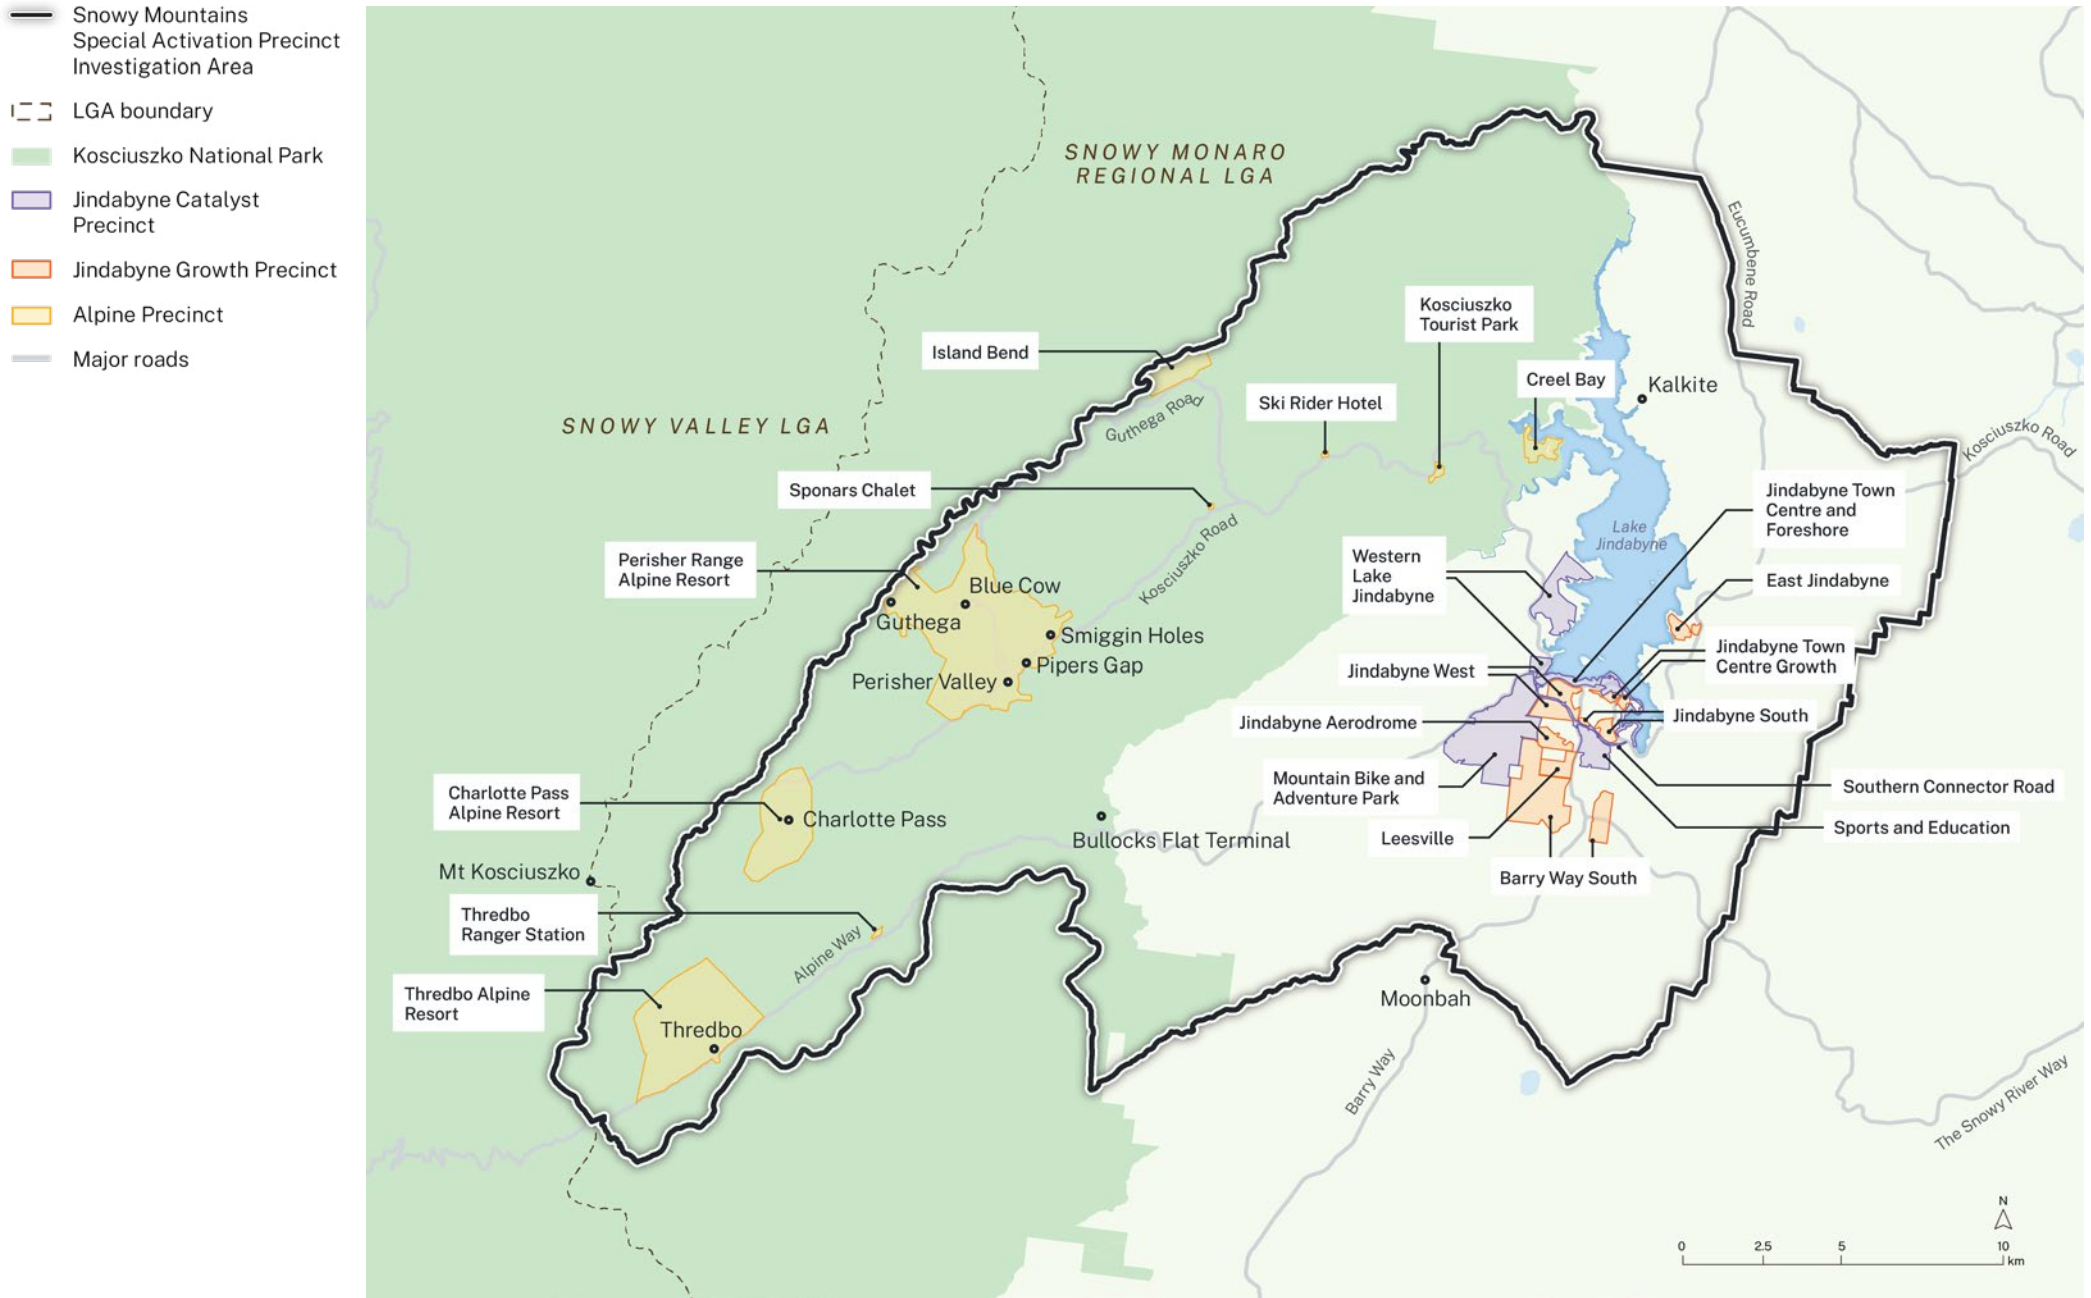 Snowy Mountains
Special Activation Precinct
Investigation Area
LGA boundary
Kosciuszko National Park
Jindabyne Catalyst
Precinct
Jindabyne Growth Precinct
Alpine Precinct
Major roads
SNOWY MONARO
REGIONAL LGA
SNOWY VALLEY LGA
Eucumbene Road
Kosciuszko
Tourist Park
Island Bend
Creel Bay
Kalkite
Ski Rider Hotel
Guthega Road
Kosciuszko Road
Sponars Chalet
Jindabyne Town
Centre and
Foreshore
Lake
Jindabyne
Kosciuszko Road
Perisher Range
Alpine Resort
Western
Lake
Jindabyne
East Jindabyne
Blue Cow
Guthega
Smiggin Holes
Pipers Gap
Perisher Valley
Jindabyne Town
Centre Growth
Jindabyne West
Jindabyne South
Jindabyne Aerodrome
Mountain Bike and
Adventure Park
Southern Connector Road
Charlotte Pass
Alpine Resort
Charlotte Pass
Sports and Education
Bullocks Flat Terminal
Leesville
Mt Kosciuszko
Barry Way South
Thredbo
Ranger Station
Alpine Way
Thredbo Alpine
Resort
Moonbah
Thredbo
Barry Way
The Snowy River Way
N
0 2.5 5 10
km